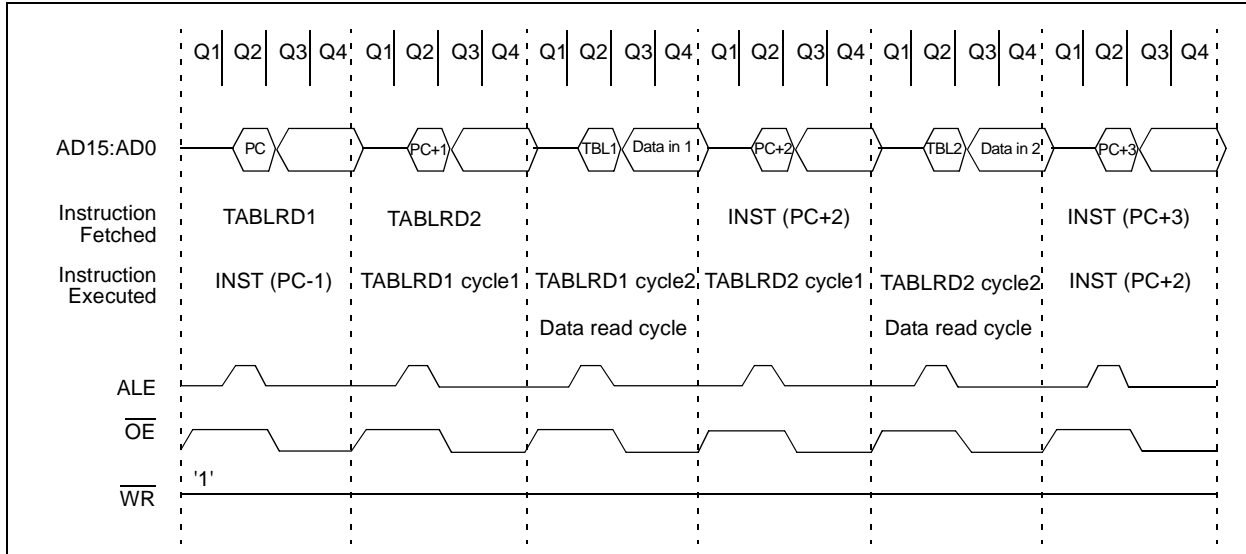 Q1 Q2 Q3 Q4 Q1 Q2 Q3 Q4 Q1 Q2 Q3 Q4 Q1 Q2 Q3 Q4 Q1 Q2 Q3 Q4 Q1 Q2 Q3 Q4
AD15:AD0 PC PC+1 TBL1 Data in 1 PC+2 TBL2 Data in 2 PC+3
Instruction
Fetched
TABLRD1 TABLRD2 INST (PC+2) INST (PC+3)
Instruction
Executed
INST (PC-1) TABLRD1 cycle1 TABLRD1 cycle2 TABLRD2 cycle1 TABLRD2 cycle2 INST (PC+2)
Data read cycle Data read cycle
ALE
OE
'1'
WR